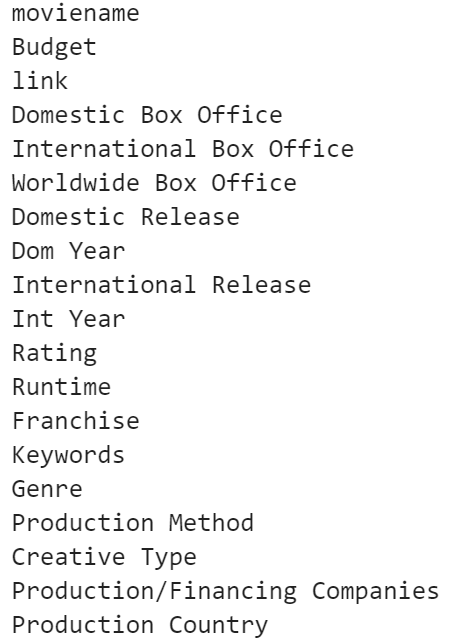 moviename
Budget
link
Domestic Box Office
International Box Office
Worldwide Box Office
Domestic Release
Dom Year
International Release
Int Year
Rating
Runtime
Franchise
Keywords
Genre
Production Method
Creative Type
Production/Financing Companies
Production Country